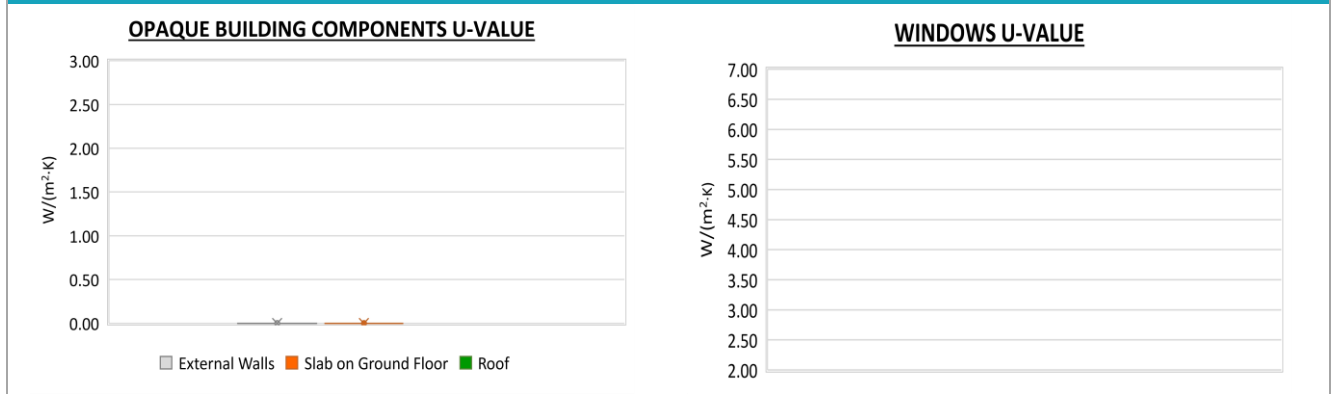 OPAQUE BUILDING COMPONENTS U-VALUE
3.00
2.50
2.00
1.50
1.00
0.50
0.00
W/(m²·K)
External Walls
Slab on Ground Floor
Roof
WINDOWS U-VALUE
7.00
6.50
6.00
5.50
5.00
4.50
4.00
3.50
3.00
2.50
2.00
W/(m²·K)